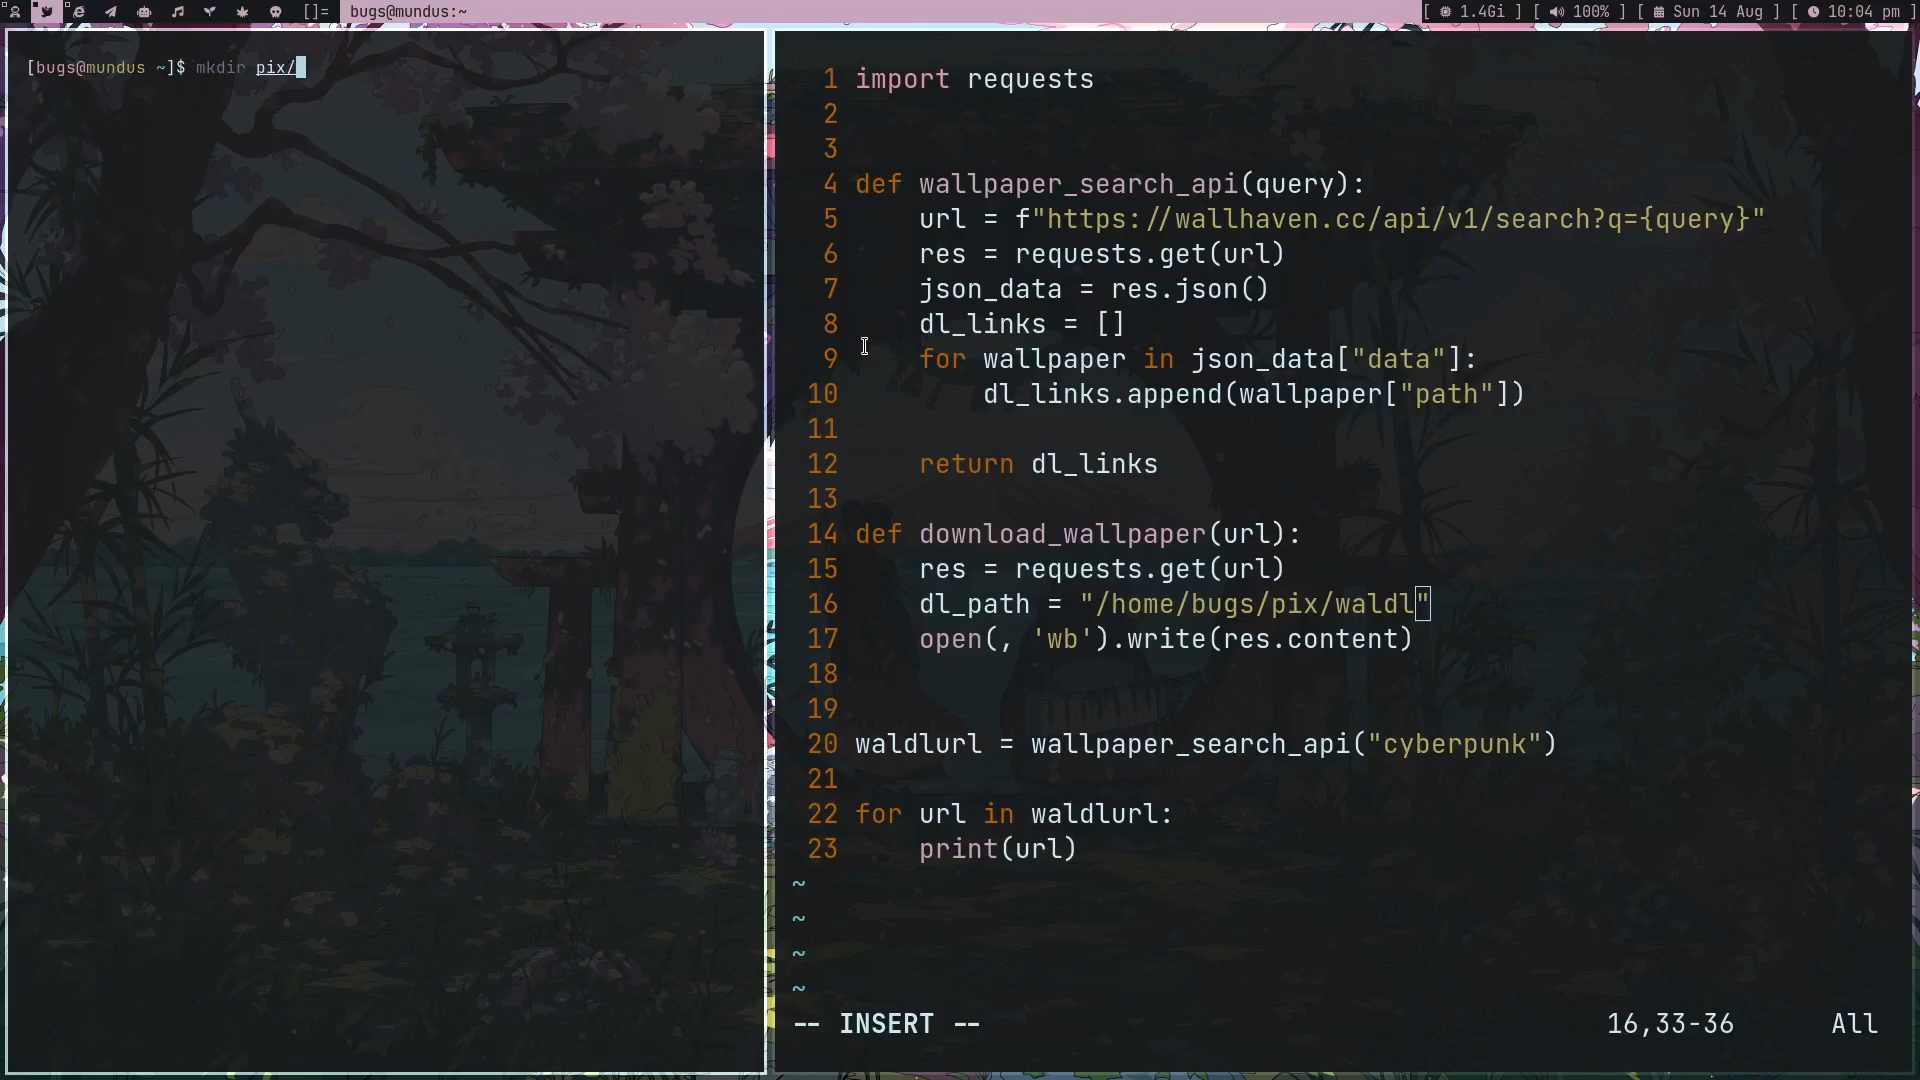 []= bugs@mundus:~ [ 1.4Gi ] [ 100% ] [ Sun 14 Aug ] [ 10:04 pm ]
[bugs@mundus ~]$ mkdir pix/
1 import requests
2
3
4 def wallpaper_search_api(query):
5     url = f"https://wallhaven.cc/api/v1/search?q={query}"
6     res = requests.get(url)
7     json_data = res.json()
8     dl_links = []
9     for wallpaper in json_data["data"]:
10         dl_links.append(wallpaper["path"])
11
12     return dl_links
13
14 def download_wallpaper(url):
15     res = requests.get(url)
16     dl_path = "/home/bugs/pix/waldl"
17     open(, 'wb').write(res.content)
18
19
20 waldlurl = wallpaper_search_api("cyberpunk")
21
22 for url in waldlurl:
23     print(url)
~
~
~
~
-- INSERT -- 16,33-36 All